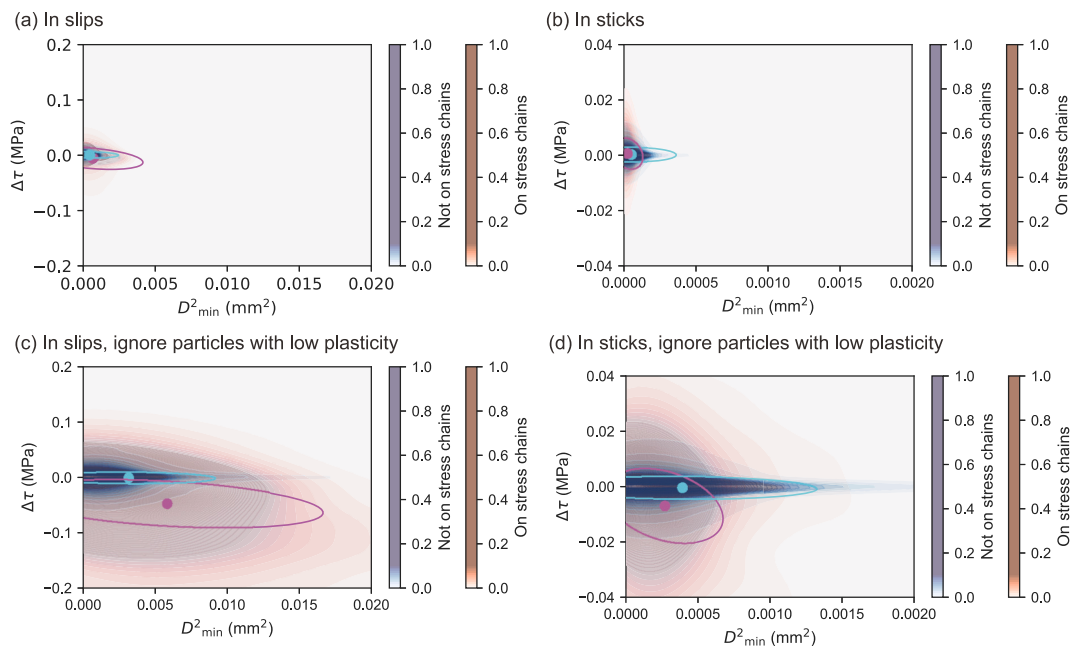 (a) In slips
(b) In sticks
0.2
0.1
0.0
−0.1
−0.2
Δτ (MPa)
0.000 0.005 0.010 0.015 0.020
D²min (mm²)
1.0
0.8
0.6
0.4
0.2
0.0
Not on stress chains
1.0
0.8
0.6
0.4
0.2
0.0
On stress chains
0.04
0.02
0.00
−0.02
−0.04
Δτ (MPa)
0.0000 0.0005 0.0010 0.0015 0.0020
D²min (mm²)
1.0
0.8
0.6
0.4
0.2
0.0
Not on stress chains
1.0
0.8
0.6
0.4
0.2
0.0
On stress chains
(c) In slips, ignore particles with low plasticity
(d) In sticks, ignore particles with low plasticity
0.2
0.1
0.0
−0.1
−0.2
Δτ (MPa)
0.000 0.005 0.010 0.015 0.020
D²min (mm²)
1.0
0.8
0.6
0.4
0.2
0.0
Not on stress chains
1.0
0.8
0.6
0.4
0.2
0.0
On stress chains
0.04
0.02
0.00
−0.02
−0.04
Δτ (MPa)
0.0000 0.0005 0.0010 0.0015 0.0020
D²min (mm²)
1.0
0.8
0.6
0.4
0.2
0.0
Not on stress chains
1.0
0.8
0.6
0.4
0.2
0.0
On stress chains